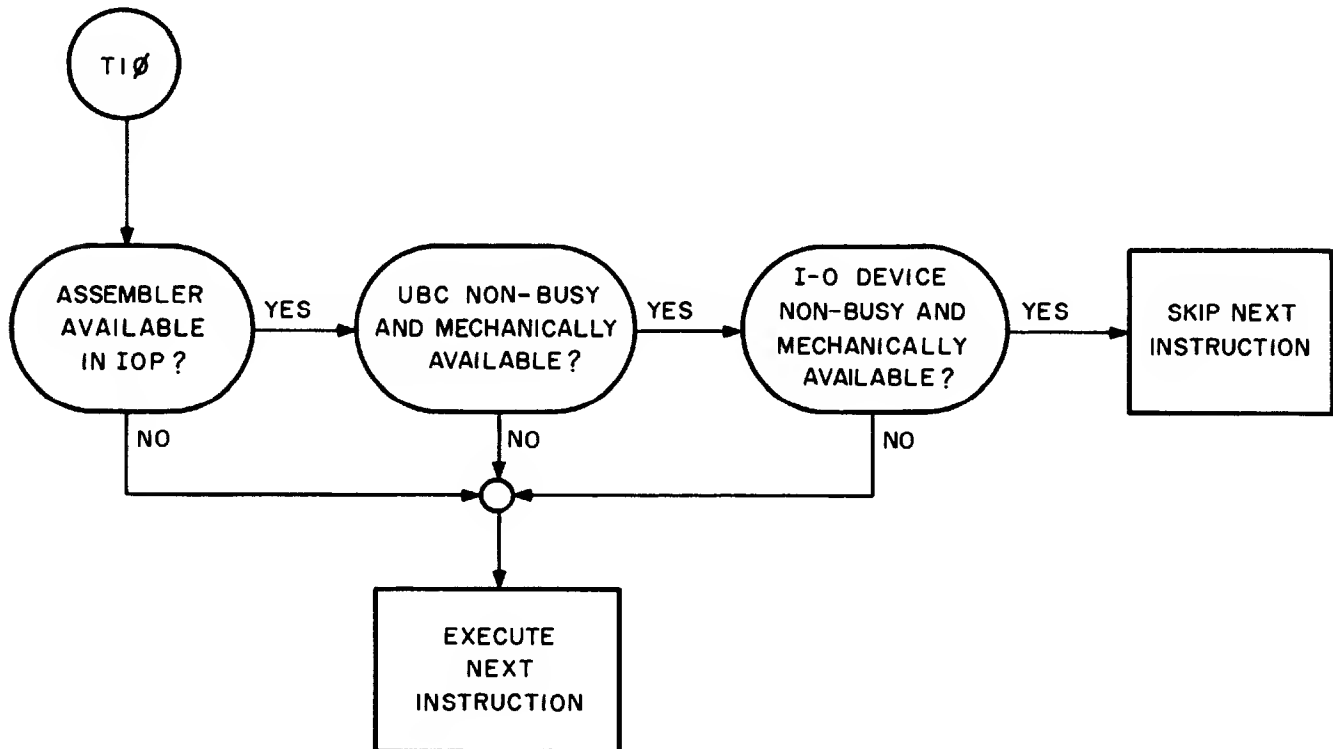 TIØ
ASSEMBLER
AVAILABLE
IN IOP?
YES
UBC NON-BUSY
AND MECHANICALLY
AVAILABLE?
YES
I-O DEVICE
NON-BUSY AND
MECHANICALLY
AVAILABLE?
YES
SKIP NEXT
INSTRUCTION
NO
NO
NO
EXECUTE
NEXT
INSTRUCTION